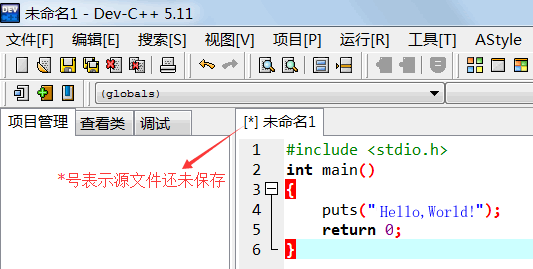 未命名1 - Dev-C++ 5.11
文件[F] 编辑[E] 搜索[S] 视图[V] 项目[P] 运行[R] 工具[T] AStyle
(globals)
项目管理 查看类 调试 [*] 未命名1
*号表示源文件还未保存
1 #include <stdio.h>
2 int main()
3 {
4 puts("Hello,World!");
5 return 0;
6 }